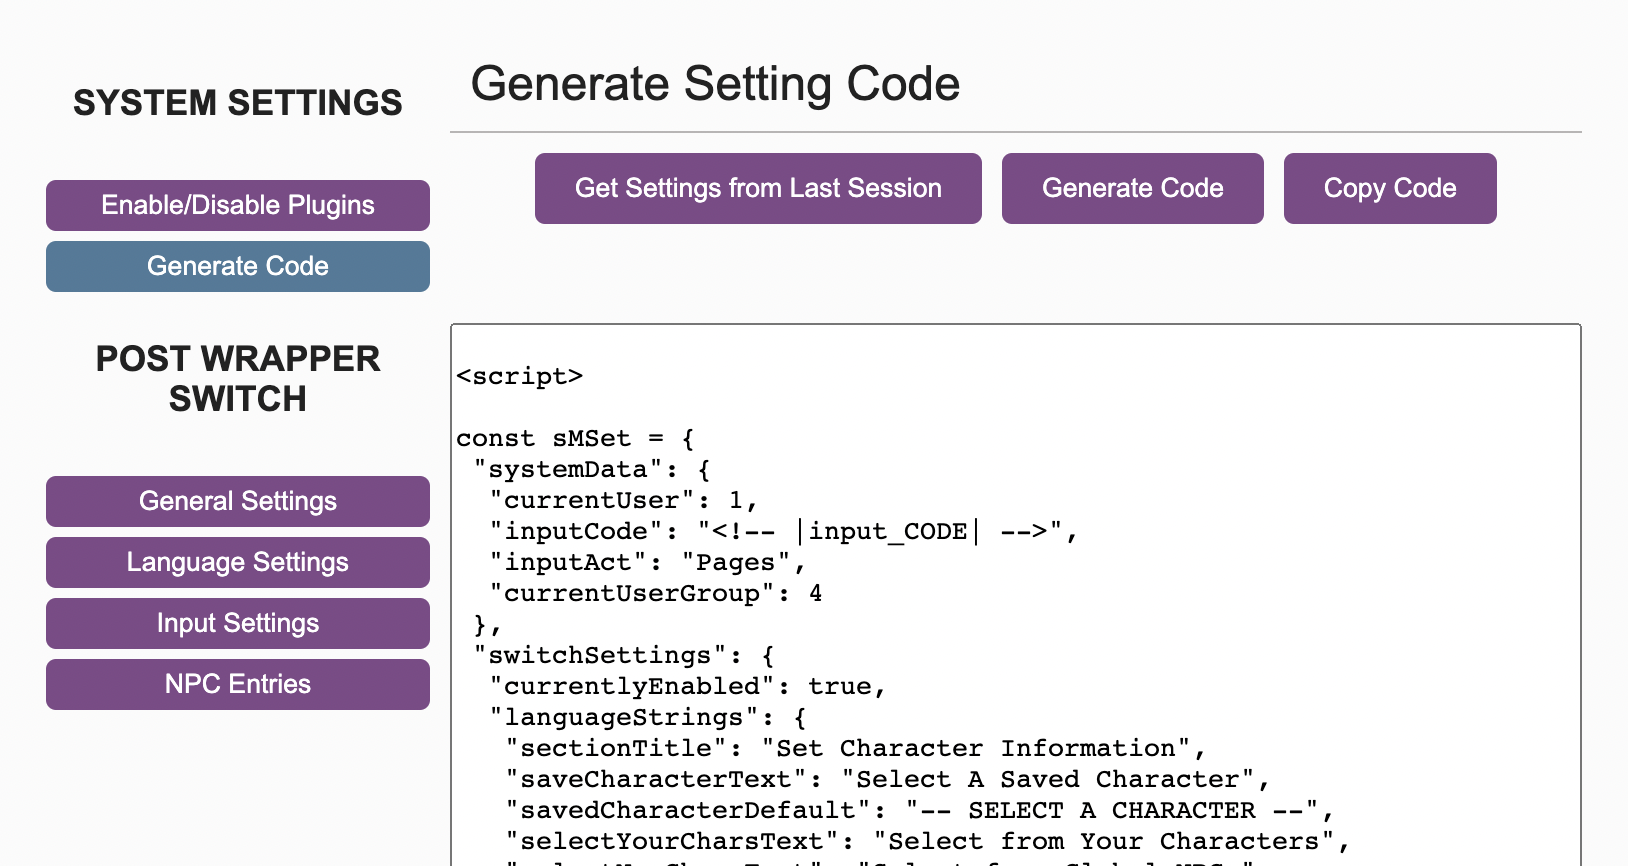 SYSTEM SETTINGS
Enable/Disable Plugins
Generate Code
POST WRAPPER
SWITCH
General Settings
Language Settings
Input Settings
NPC Entries
Generate Setting Code
Get Settings from Last Session
Generate Code
Copy Code
<script>
const sMSet = {
"systemData": {
"currentUser": 1,
"inputCode": "<!-- |input_CODE| -->",
"inputAct": "Pages",
"currentUserGroup": 4
},
"switchSettings": {
"currentlyEnabled": true,
"languageStrings": {
"sectionTitle": "Set Character Information",
"saveCharacterText": "Select A Saved Character",
"savedCharacterDefault": "-- SELECT A CHARACTER --",
"selectYourCharsText": "Select from Your Characters",